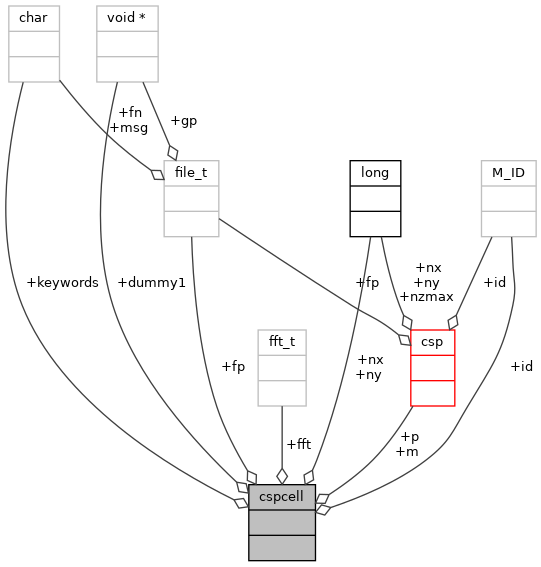 char
void *
+fn
+msg
+gp
file_t
long
M_ID
+keywords
+dummy1
+fp
+nx
+ny
+nzmax
+id
fft_t
csp
+fp
+nx
+ny
+id
+fft
+p
+m
cspcell